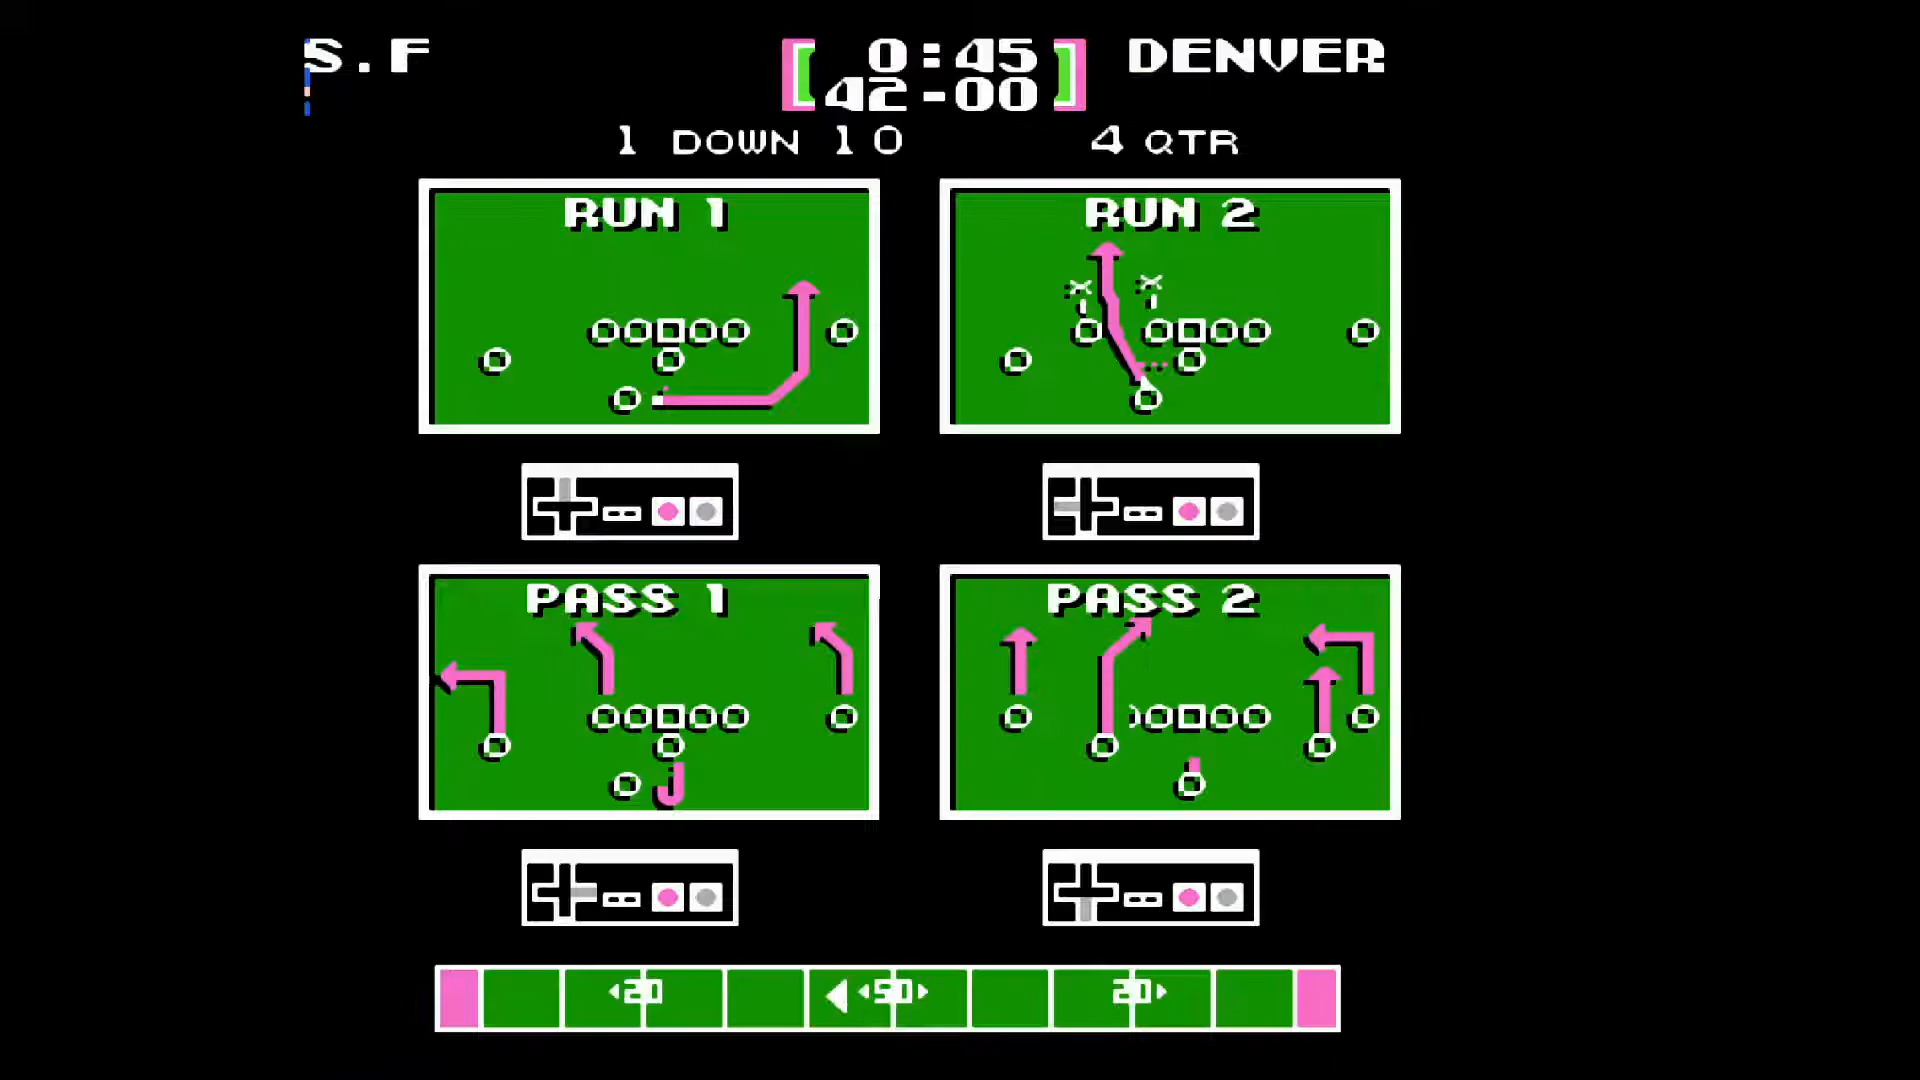 S.F 0:45 DENVER
42-00
1 DOWN 10 4 QTR
RUN 1 RUN 2
PASS 1 PASS 2
20 50 20